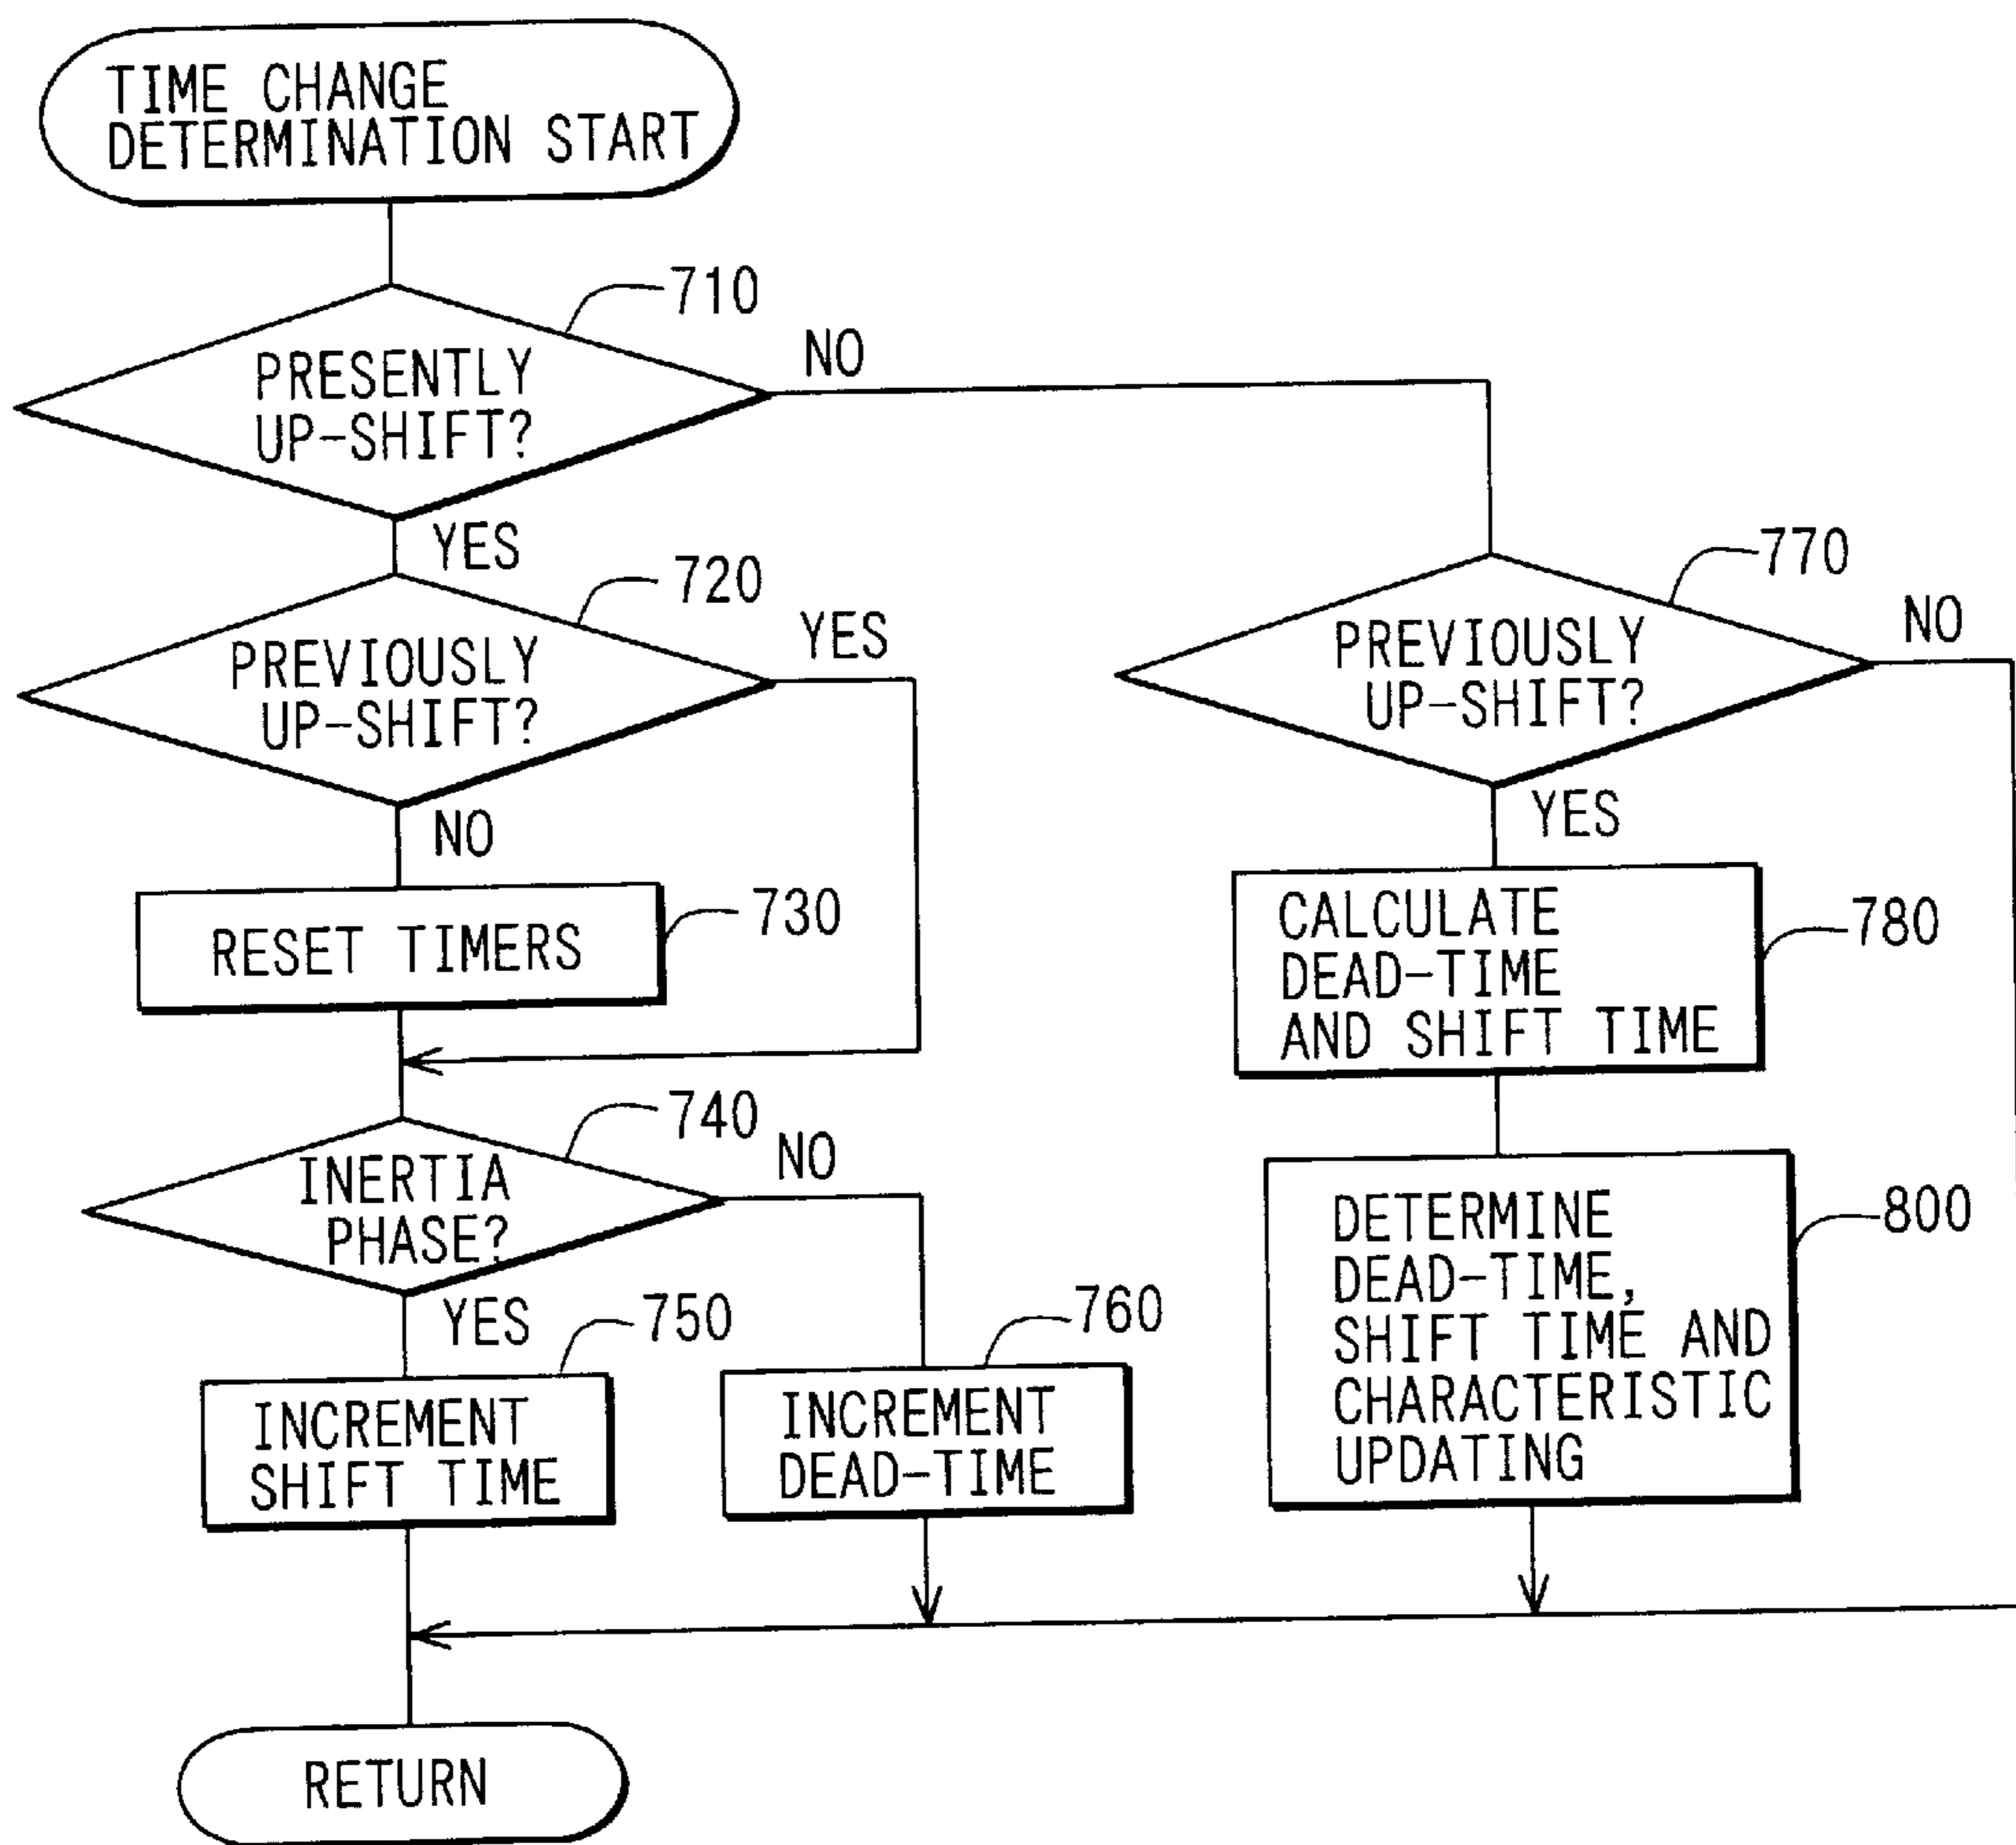 TIME CHANGE
DETERMINATION START
710
PRESENTLY
UP-SHIFT?
NO
YES
720
PREVIOUSLY
UP-SHIFT?
YES
NO
RESET TIMERS
730
740
INERTIA
PHASE?
NO
YES
750
INCREMENT
SHIFT TIME
760
INCREMENT
DEAD-TIME
770
PREVIOUSLY
UP-SHIFT?
NO
YES
CALCULATE
DEAD-TIME
AND SHIFT TIME
780
DETERMINE
DEAD-TIME,
SHIFT TIME AND
CHARACTERISTIC
UPDATING
800
RETURN